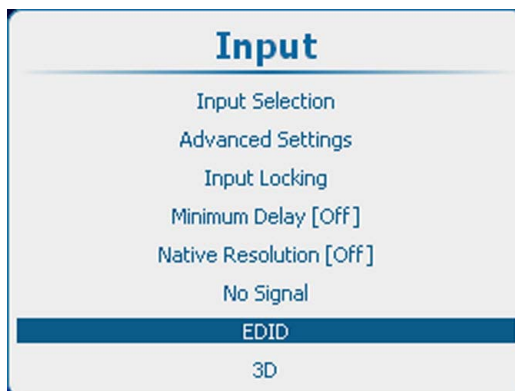 Input
Input Selection
Advanced Settings
Input Locking
Minimum Delay [Off]
Native Resolution [Off]
No Signal
EDID
3D